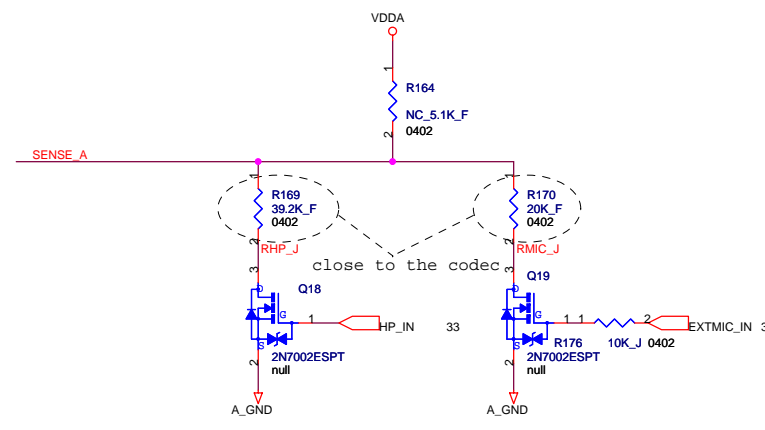 VDDA
1
R164
NC_5.1K_F
2
0402
SENSE_A
1
R169
39.2K_F
0402
2
RHP_J
1
R170
20K_F
0402
2
RMIC_J
close to the codec
3
Q18
D
G
S
1
HP_IN
33
2N7002ESPT
null
2
A_GND
3
Q19
D
G
S
1
1
2
EXTMIC_IN
R176
10K_J
0402
2N7002ESPT
null
2
A_GND